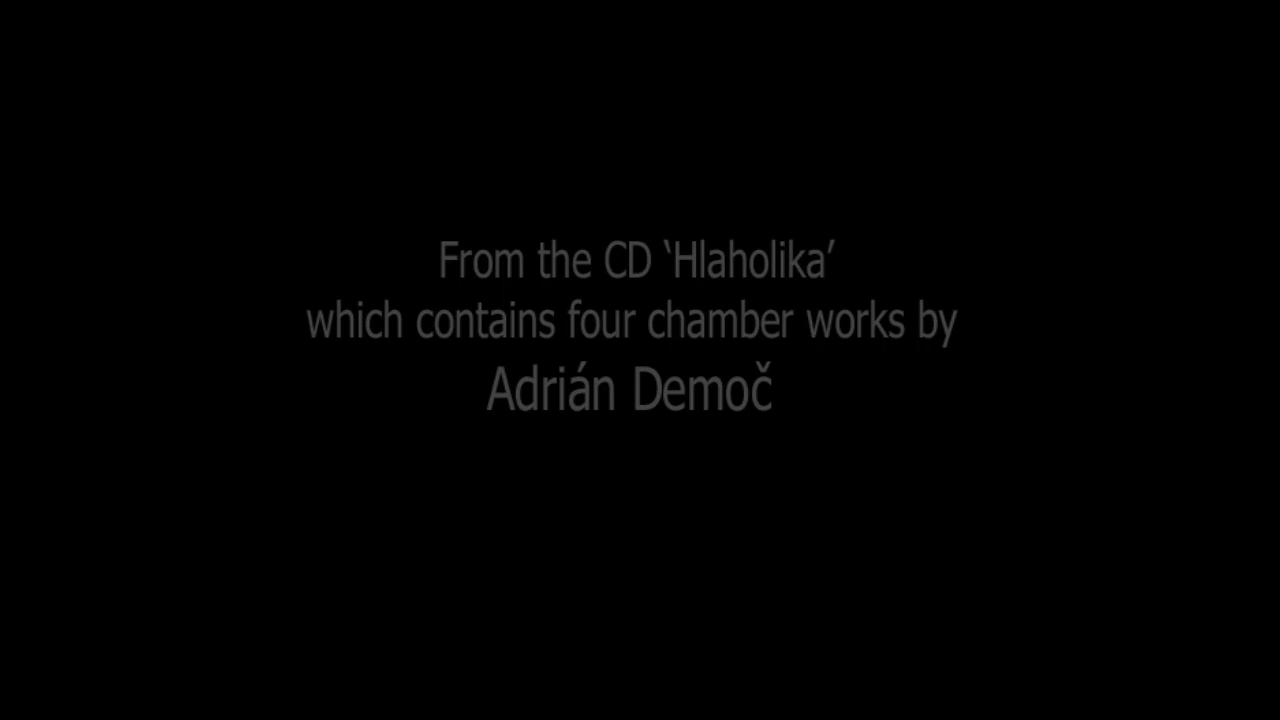 From the CD ‘Hlaholika’
which contains four chamber works by
Adrián Demoč